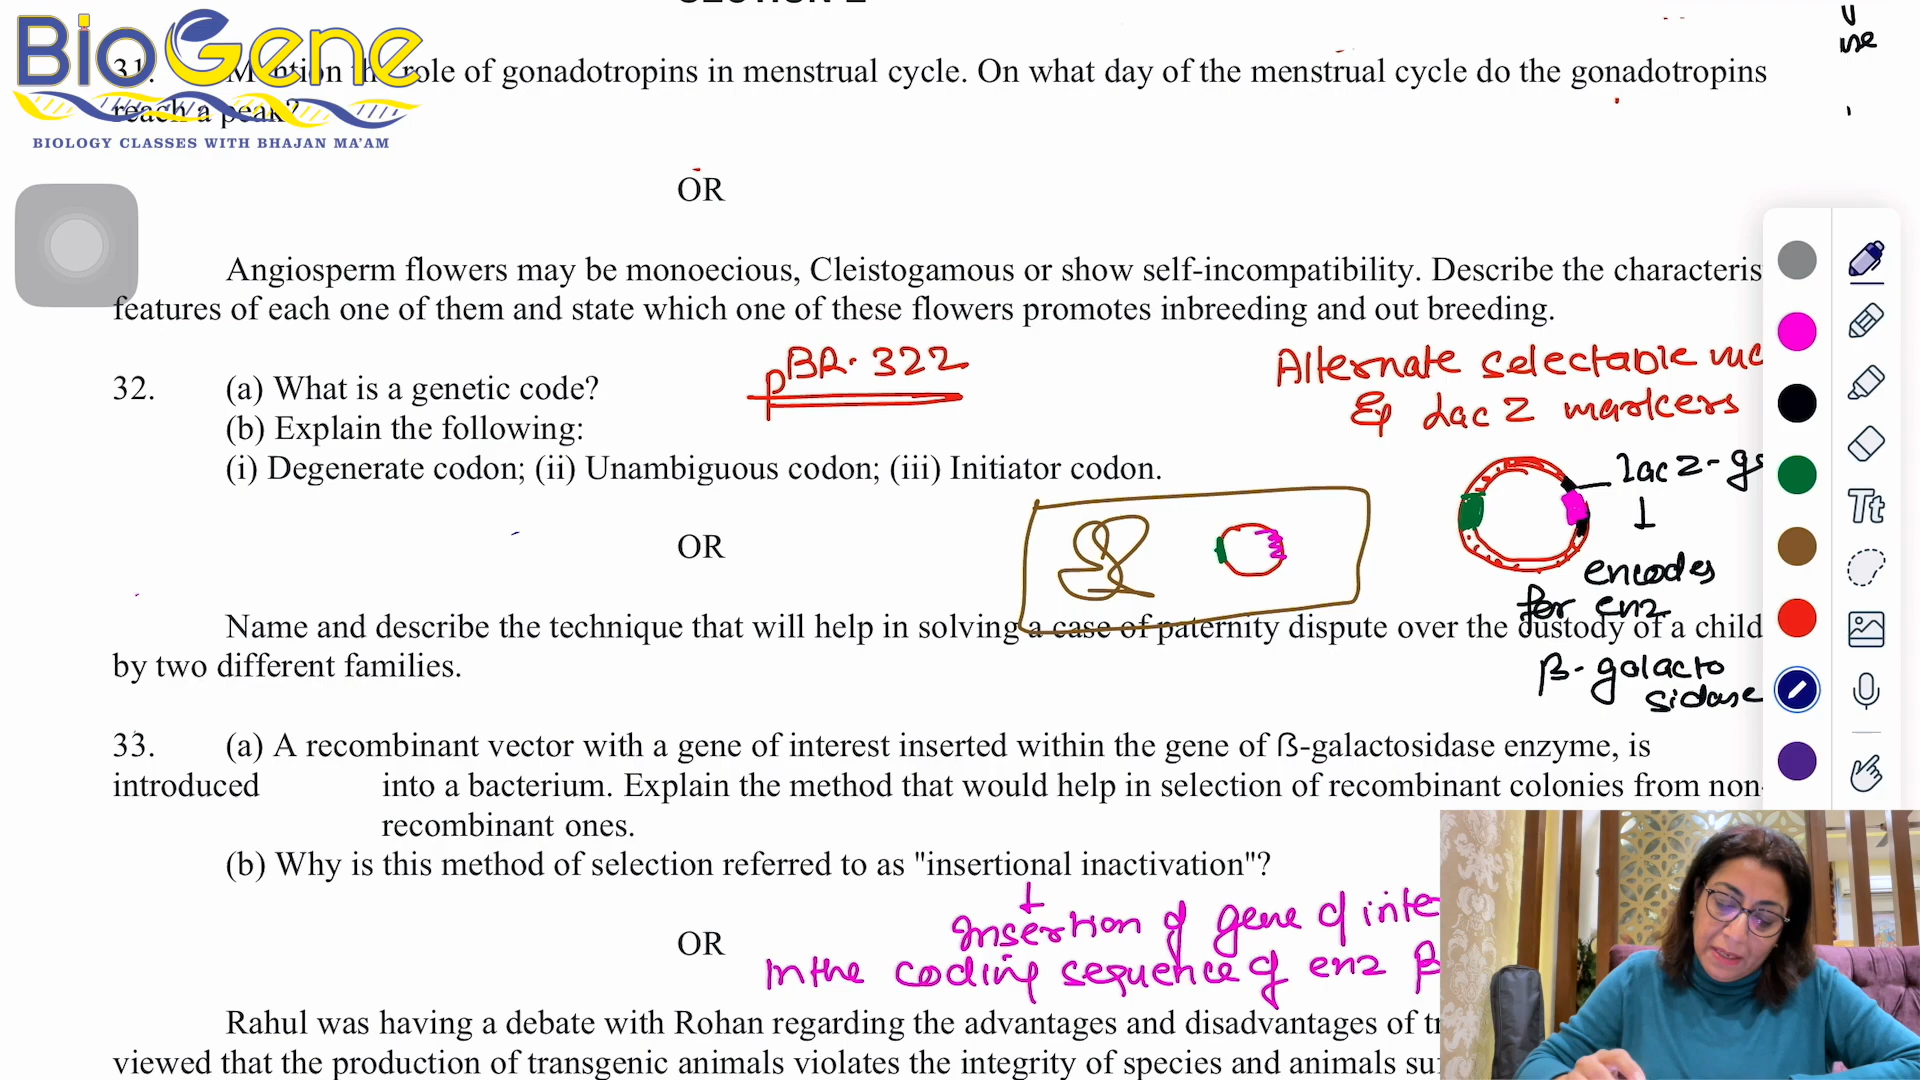 BioGene
BIOLOGY CLASSES WITH BHAJAN MA'AM
31. Mention the role of gonadotropins in menstrual cycle. On what day of the menstrual cycle do the gonadotropins
reach a peak?
OR
Angiosperm flowers may be monoecious, Cleistogamous or show self-incompatibility. Describe the characteris
features of each one of them and state which one of these flowers promotes inbreeding and out breeding.
pBR·322
Alternate selectable
Eg Lac Z markers
32. (a) What is a genetic code?
(b) Explain the following:
(i) Degenerate codon; (ii) Unambiguous codon; (iii) Initiator codon.
lac Z-
encodes
for enz
β-galacto
sidase
OR
Name and describe the technique that will help in solving a case of paternity dispute over the custody of a child
by two different families.
33. (a) A recombinant vector with a gene of interest inserted within the gene of ß-galactosidase enzyme, is
introduced into a bacterium. Explain the method that would help in selection of recombinant colonies from non-
recombinant ones.
(b) Why is this method of selection referred to as "insertional inactivation"?
Insertion of gene of inte
In the coding sequence of enz β
OR
Rahul was having a debate with Rohan regarding the advantages and disadvantages of tr
viewed that the production of transgenic animals violates the integrity of species and animals su
Tt